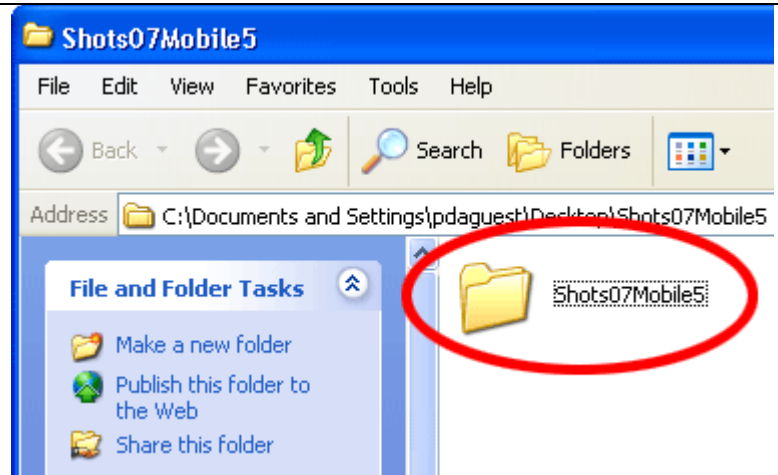 Shots07Mobile5
File Edit View Favorites Tools Help
Back Search Folders
Address C:\Documents and Settings\pdaguest\Desktop\Shots07Mobile5
File and Folder Tasks
Make a new folder
Publish this folder to
the Web
Share this folder
Shots07Mobile5